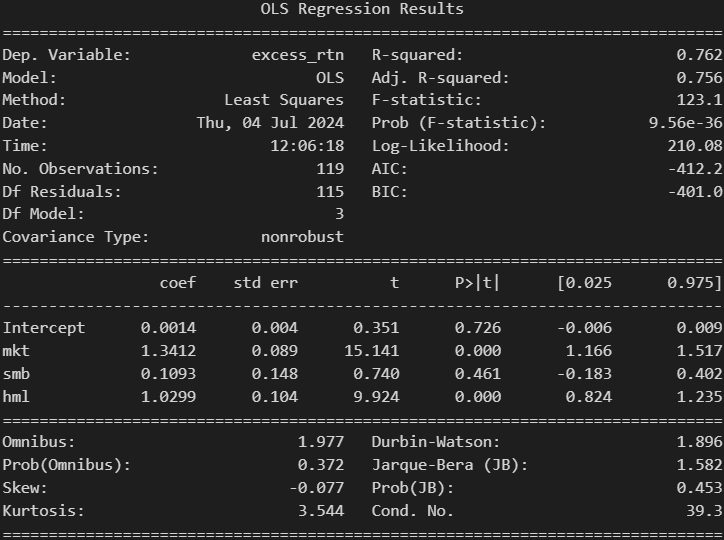 OLS Regression Results
==============================================================================
Dep. Variable:             excess_rtn   R-squared:                       0.762
Model:                            OLS   Adj. R-squared:                  0.756
Method:                 Least Squares   F-statistic:                     123.1
Date:                Thu, 04 Jul 2024   Prob (F-statistic):           9.56e-36
Time:                        12:06:18   Log-Likelihood:                 210.08
No. Observations:                 119   AIC:                            -412.2
Df Residuals:                     115   BIC:                            -401.0
Df Model:                           3
Covariance Type:            nonrobust
==============================================================================
                 coef    std err          t      P>|t|      [0.025      0.975]
------------------------------------------------------------------------------
Intercept      0.0014      0.004      0.351      0.726      -0.006       0.009
mkt            1.3412      0.089     15.141      0.000       1.166       1.517
smb            0.1093      0.148      0.740      0.461      -0.183       0.402
hml            1.0299      0.104      9.924      0.000       0.824       1.235
==============================================================================
Omnibus:                        1.977   Durbin-Watson:                   1.896
Prob(Omnibus):                  0.372   Jarque-Bera (JB):                1.582
Skew:                          -0.077   Prob(JB):                        0.453
Kurtosis:                       3.544   Cond. No.                         39.3
==============================================================================